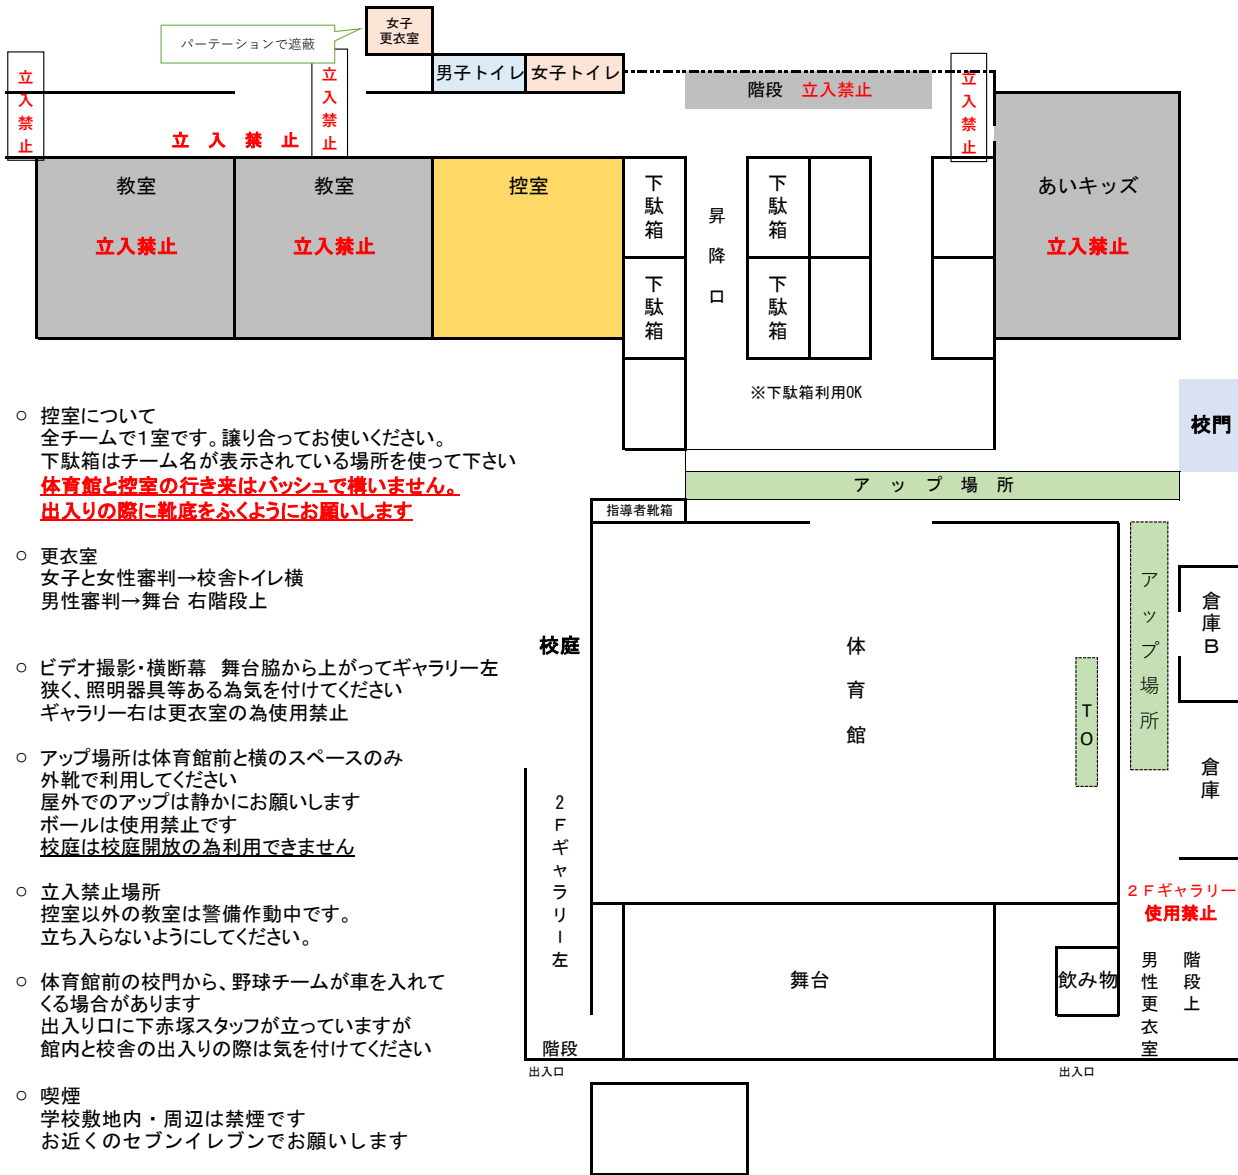 パーテーションで遮蔽
女子
更衣室
男子トイレ
女子トイレ
立入禁止
立入禁止
立入禁止
階段　立入禁止
立入禁止
教室
立入禁止
教室
立入禁止
控室
下駄箱
下駄箱
昇降口
下駄箱
下駄箱
あいキッズ
立入禁止
※下駄箱利用OK
校門
○ 控室について
全チームで１室です。譲り合ってお使いください。
下駄箱はチーム名が表示されている場所を使って下さい
体育館と控室の行き来はバッシュで構いません。
出入りの際に靴底をふくようにお願いします
○ 更衣室
女子と女性審判→校舎トイレ横
男性審判→舞台 右階段上
○ ビデオ撮影・横断幕　舞台脇から上がってギャラリー左
狭く、照明器具等ある為気を付けてください
ギャラリー右は更衣室の為使用禁止
○ アップ場所は体育館前と横のスペースのみ
外靴で利用してください
屋外でのアップは静かにお願いします
ボールは使用禁止です
校庭は校庭開放の為利用できません
○ 立入禁止場所
控室以外の教室は警備作動中です。
立ち入らないようにしてください。
○ 体育館前の校門から、野球チームが車を入れて
くる場合があります
出入り口に下赤塚スタッフが立っていますが
館内と校舎の出入りの際は気を付けてください
○ 喫煙
学校敷地内・周辺は禁煙です
お近くのセブンイレブンでお願いします
アップ場所
指導者靴箱
校庭
体育館
TO
アップ場所
倉庫B
倉庫
２Ｆギャラリー左
２Ｆギャラリー
使用禁止
舞台
飲み物
男性更衣室
階段上
階段
出入口
出入口